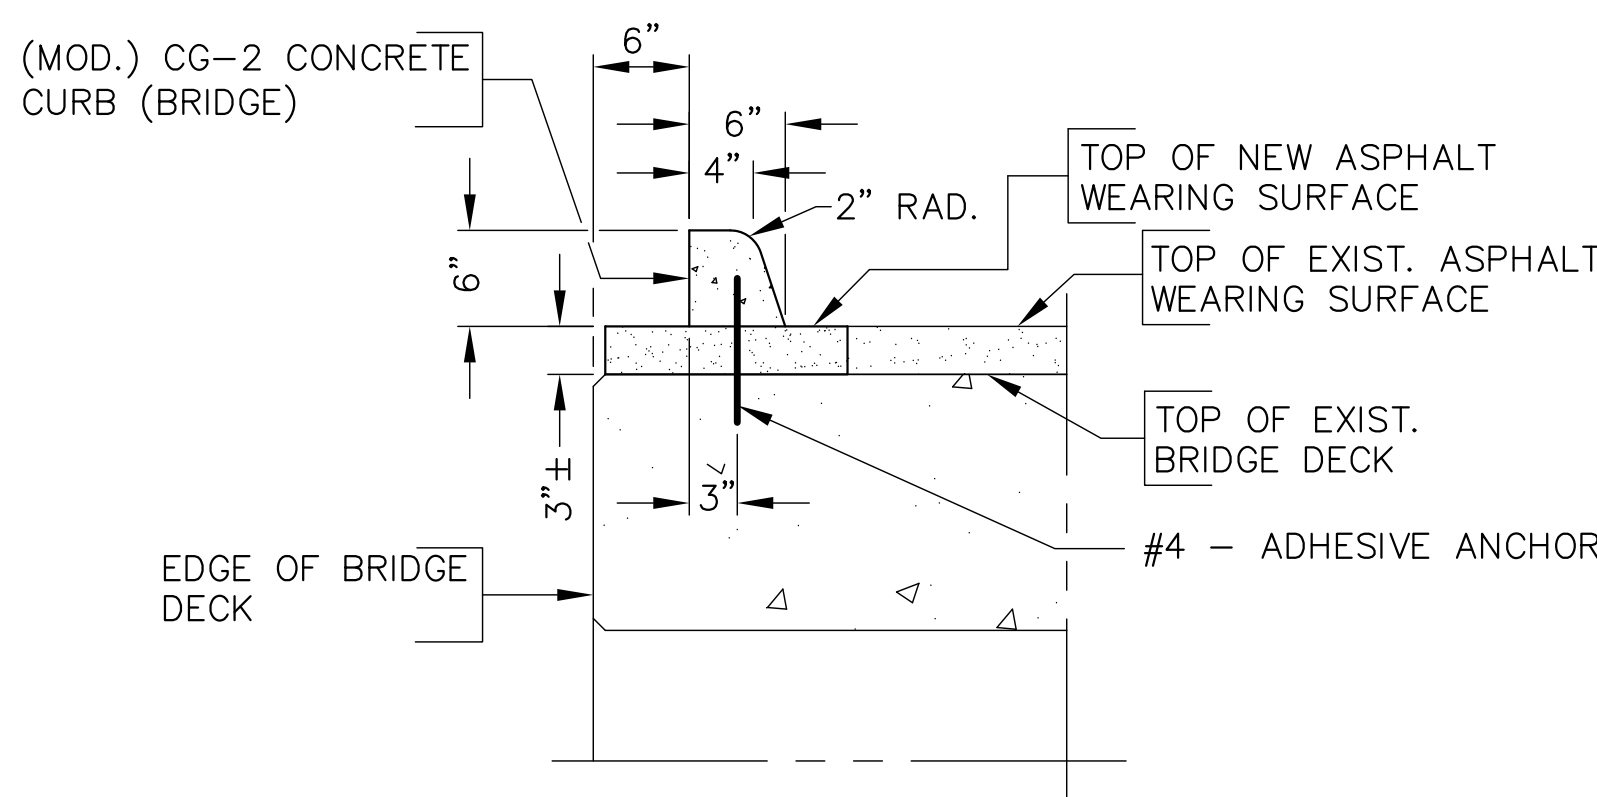 (MOD.) CG-2 CONCRETE
CURB (BRIDGE)
6"
6"
4"
2" RAD.
TOP OF NEW ASPHALT
WEARING SURFACE
TOP OF EXIST. ASPHALT
WEARING SURFACE
6"
3"±
3"
TOP OF EXIST.
BRIDGE DECK
#4 - ADHESIVE ANCHOR
EDGE OF BRIDGE
DECK